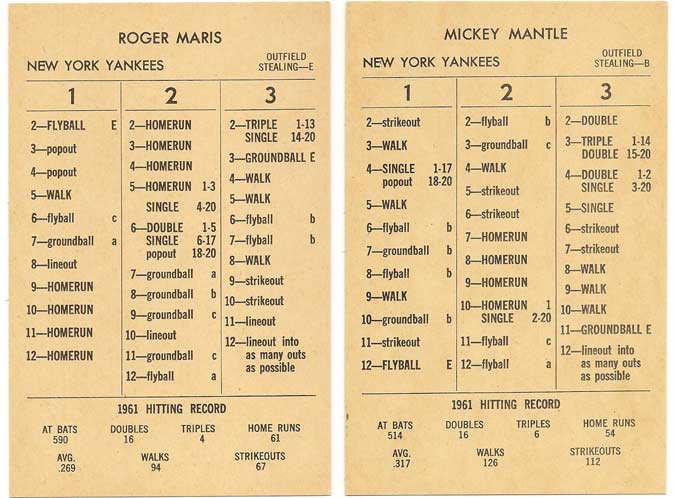 ROGER MARIS
NEW YORK YANKEES
OUTFIELD
STEALING—E
1
2—FLYBALL E
3—popout
4—popout
5—WALK
6—flyball c
7—groundball a
8—lineout
9—HOMERUN
10—HOMERUN
11—HOMERUN
12—HOMERUN
2
2—HOMERUN
3—HOMERUN
4—HOMERUN
5—HOMERUN 1-3
SINGLE 4-20
6—DOUBLE 1-5
SINGLE 6-17
popout 18-20
7—groundball a
8—groundball b
9—groundball c
10—lineout
11—groundball c
12—flyball a
3
2—TRIPLE 1-13
SINGLE 14-20
3—GROUNDBALL E
4—WALK
5—WALK
6—flyball b
7—flyball b
8—WALK
9—strikeout
10—strikeout
11—lineout
12—lineout into
as many outs
as possible
1961 HITTING RECORD
AT BATS DOUBLES TRIPLES HOME RUNS
590 16 4 61
AVG. WALKS STRIKEOUTS
.269 94 67
MICKEY MANTLE
NEW YORK YANKEES
OUTFIELD
STEALING—B
1
2—strikeout
3—WALK
4—SINGLE 1-17
popout 18-20
5—WALK
6—flyball b
7—groundball b
8—flyball b
9—WALK
10—groundball b
11—strikeout
12—FLYBALL E
2
2—flyball b
3—groundball c
4—WALK
5—strikeout
6—strikeout
7—HOMERUN
8—HOMERUN
9—HOMERUN
10—HOMERUN 1
SINGLE 2-20
11—flyball c
12—flyball a
3
2—DOUBLE
3—TRIPLE 1-14
DOUBLE 15-20
4—DOUBLE 1-2
SINGLE 3-20
5—SINGLE
6—strikeout
7—strikeout
8—WALK
9—WALK
10—WALK
11—GROUNDBALL E
12—lineout into
as many outs
as possible
1961 HITTING RECORD
AT BATS DOUBLES TRIPLES HOME RUNS
514 16 6 54
AVG. WALKS STRIKEOUTS
.317 126 112